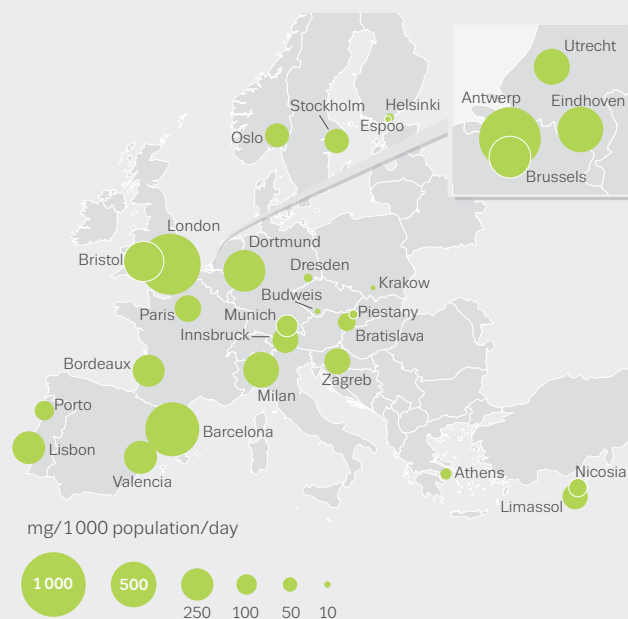 Utrecht
Antwerp
Eindhoven
Brussels
Stockholm
Helsinki
Espoo
Oslo
London
Bristol
Dortmund
Dresden
Krakow
Budweis
Paris
Munich
Piestany
Innsbruck
Bratislava
Bordeaux
Milan
Zagreb
Porto
Lisbon
Barcelona
Valencia
Athens
Nicosia
Limassol
mg/1000 population/day
1 000
500
250
100
50
10